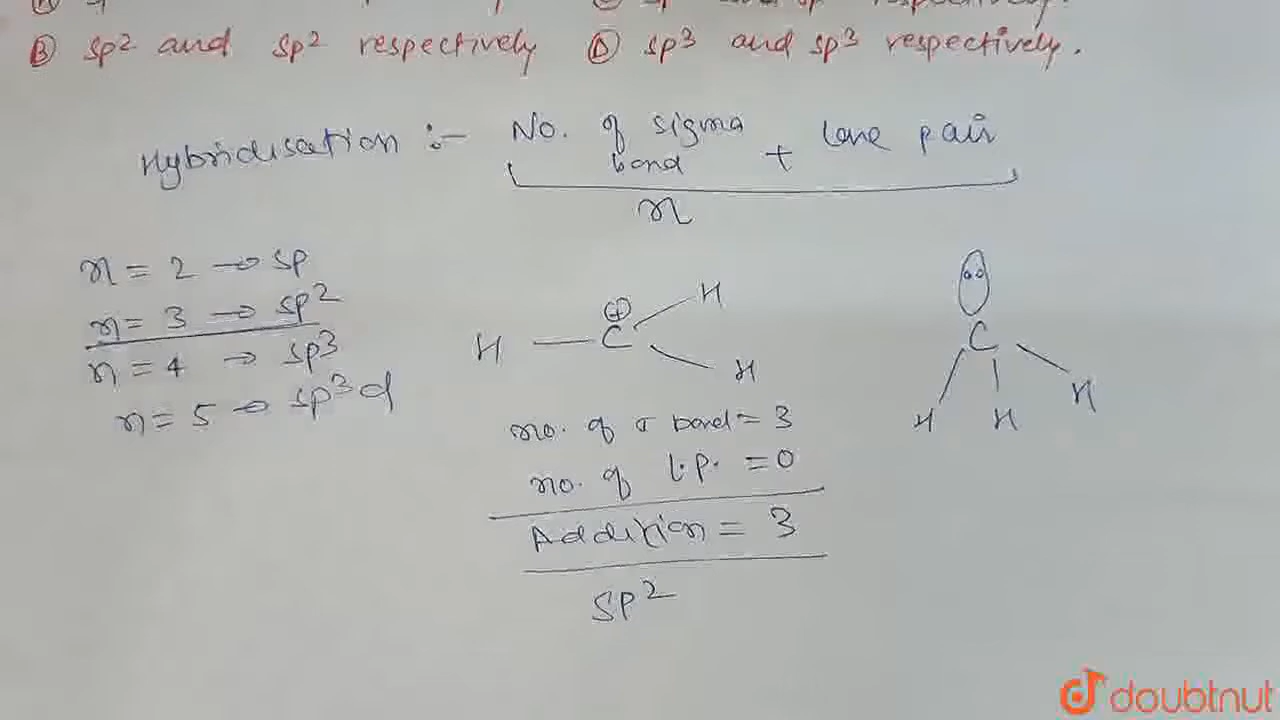 Ⓑ sp2 and sp2 respectively Ⓓ sp3 and sp3 respectively.
Hybridisation :- No. of sigma bond + lone pair
n
n = 2 → sp
n = 3 → sp2
n = 4 → sp3
n = 5 → sp3d
H C ⊕ H H
no. of σ bond = 3
no. of l.p. = 0
Addition = 3
sp2
C H H H
doubtnut